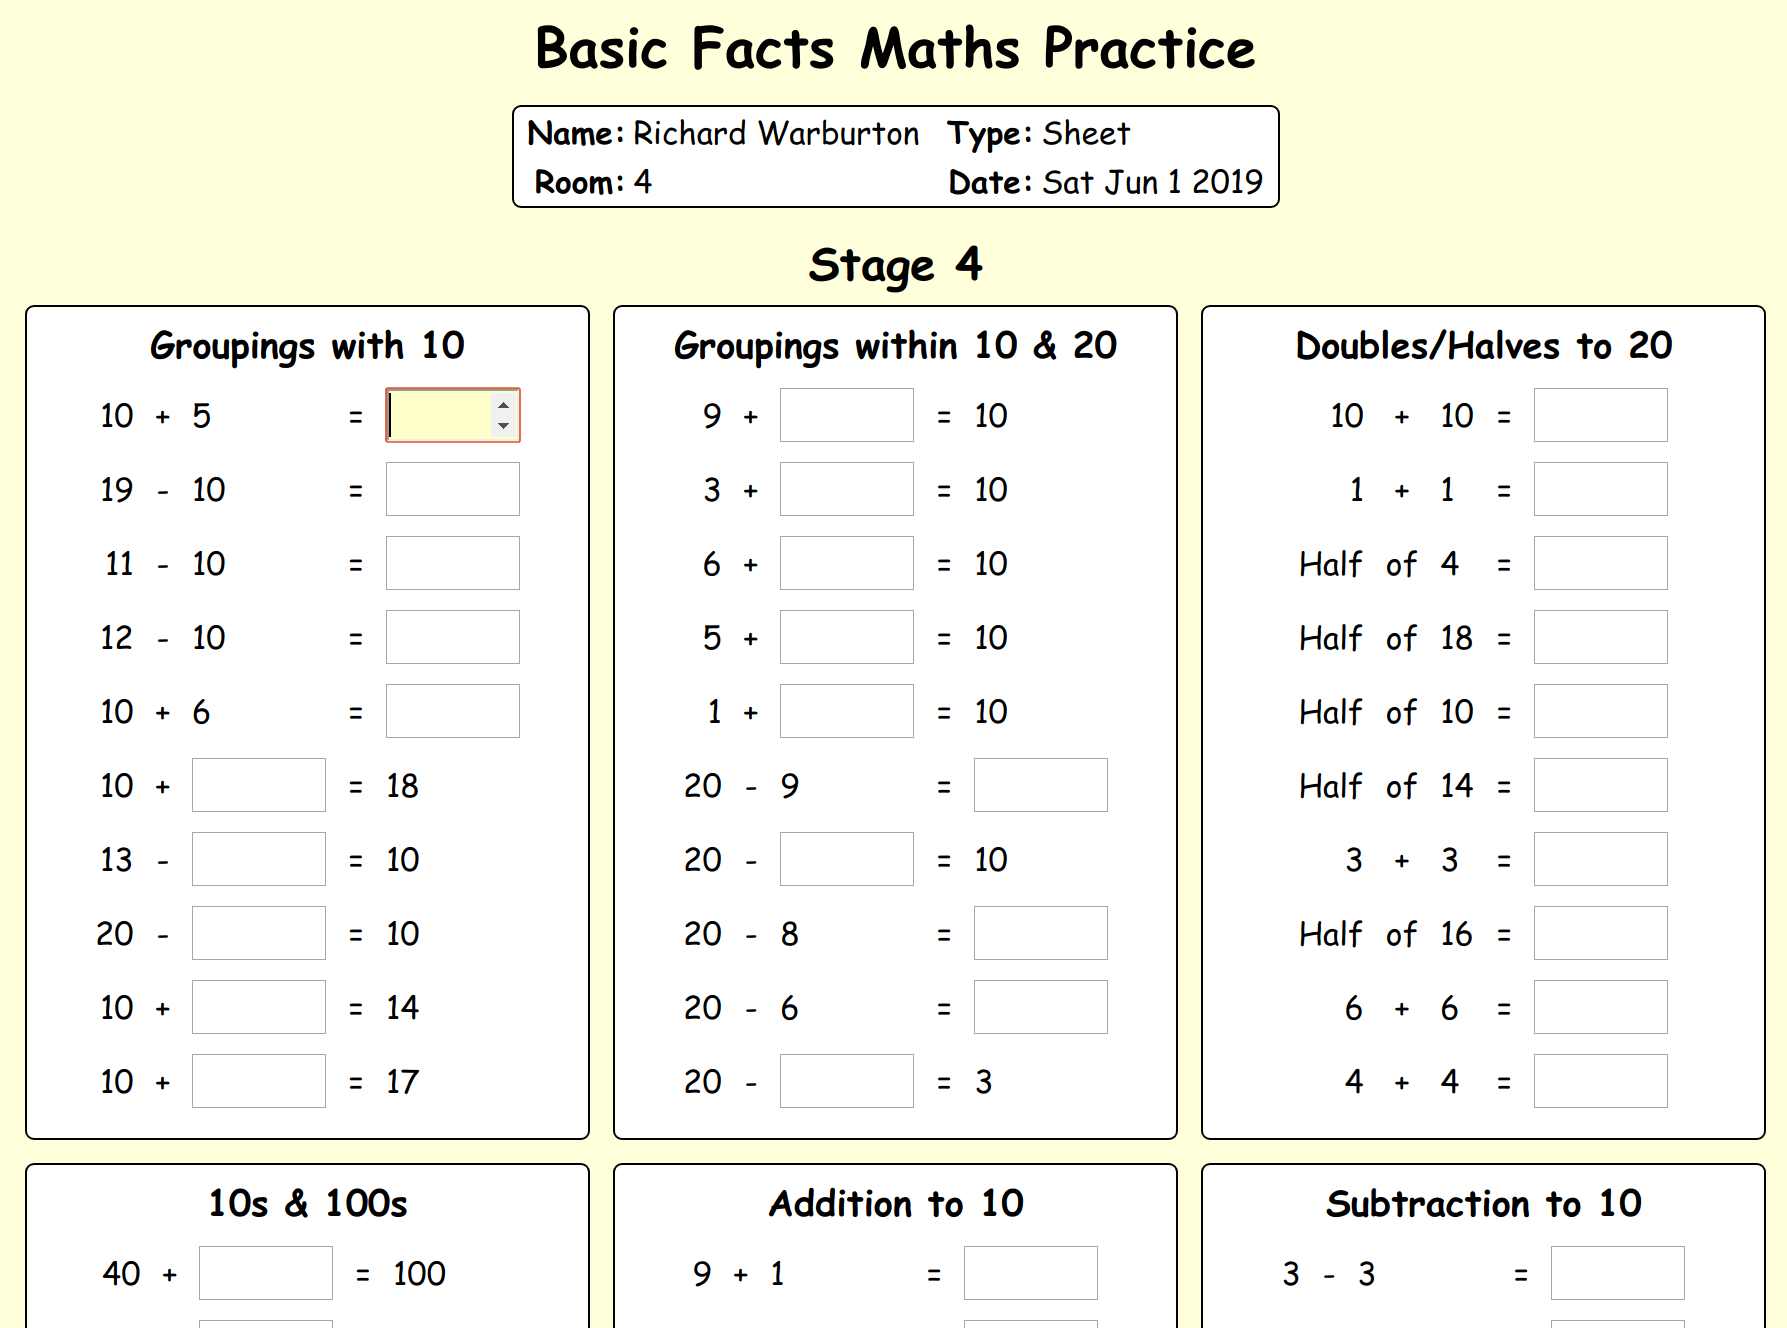 Basic Facts Maths Practice
Name: Richard Warburton Type: Sheet
Room: 4 Date: Sat Jun 1 2019
Stage 4
Groupings with 10
10 + 5 =
19 - 10 =
11 - 10 =
12 - 10 =
10 + 6 =
10 + = 18
13 - = 10
20 - = 10
10 + = 14
10 + = 17
Groupings within 10 & 20
9 + = 10
3 + = 10
6 + = 10
5 + = 10
1 + = 10
20 - 9 =
20 - = 10
20 - 8 =
20 - 6 =
20 - = 3
Doubles/Halves to 20
10 + 10 =
1 + 1 =
Half of 4 =
Half of 18 =
Half of 10 =
Half of 14 =
3 + 3 =
Half of 16 =
6 + 6 =
4 + 4 =
10s & 100s
40 + = 100
Addition to 10
9 + 1 =
Subtraction to 10
3 - 3 =